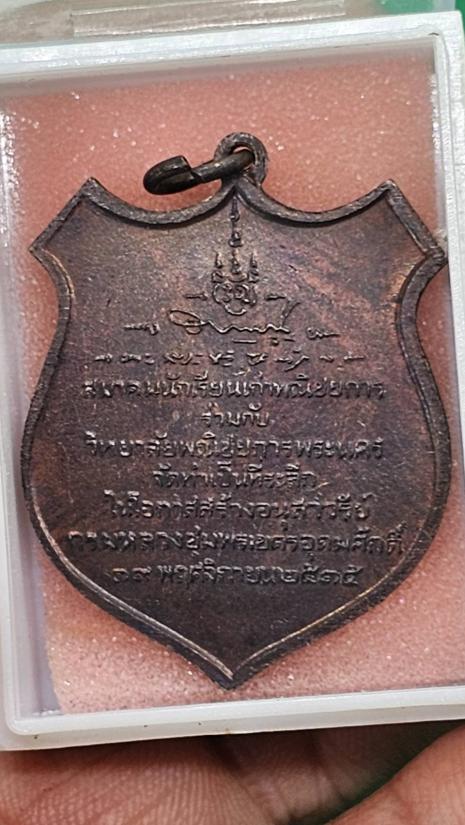 สมาคมนักเรียนเก่าพณิชยการ
ร่วมกับ
วิทยาลัยพณิชยการพระนคร
จัดทำเป็นที่ระลึก
ในโอกาสสร้างอนุสาวรีย์
กรมหลวงชุมพรเขตรอุดมศักดิ์
๑๙ พฤศจิกายน ๒๕๑๕